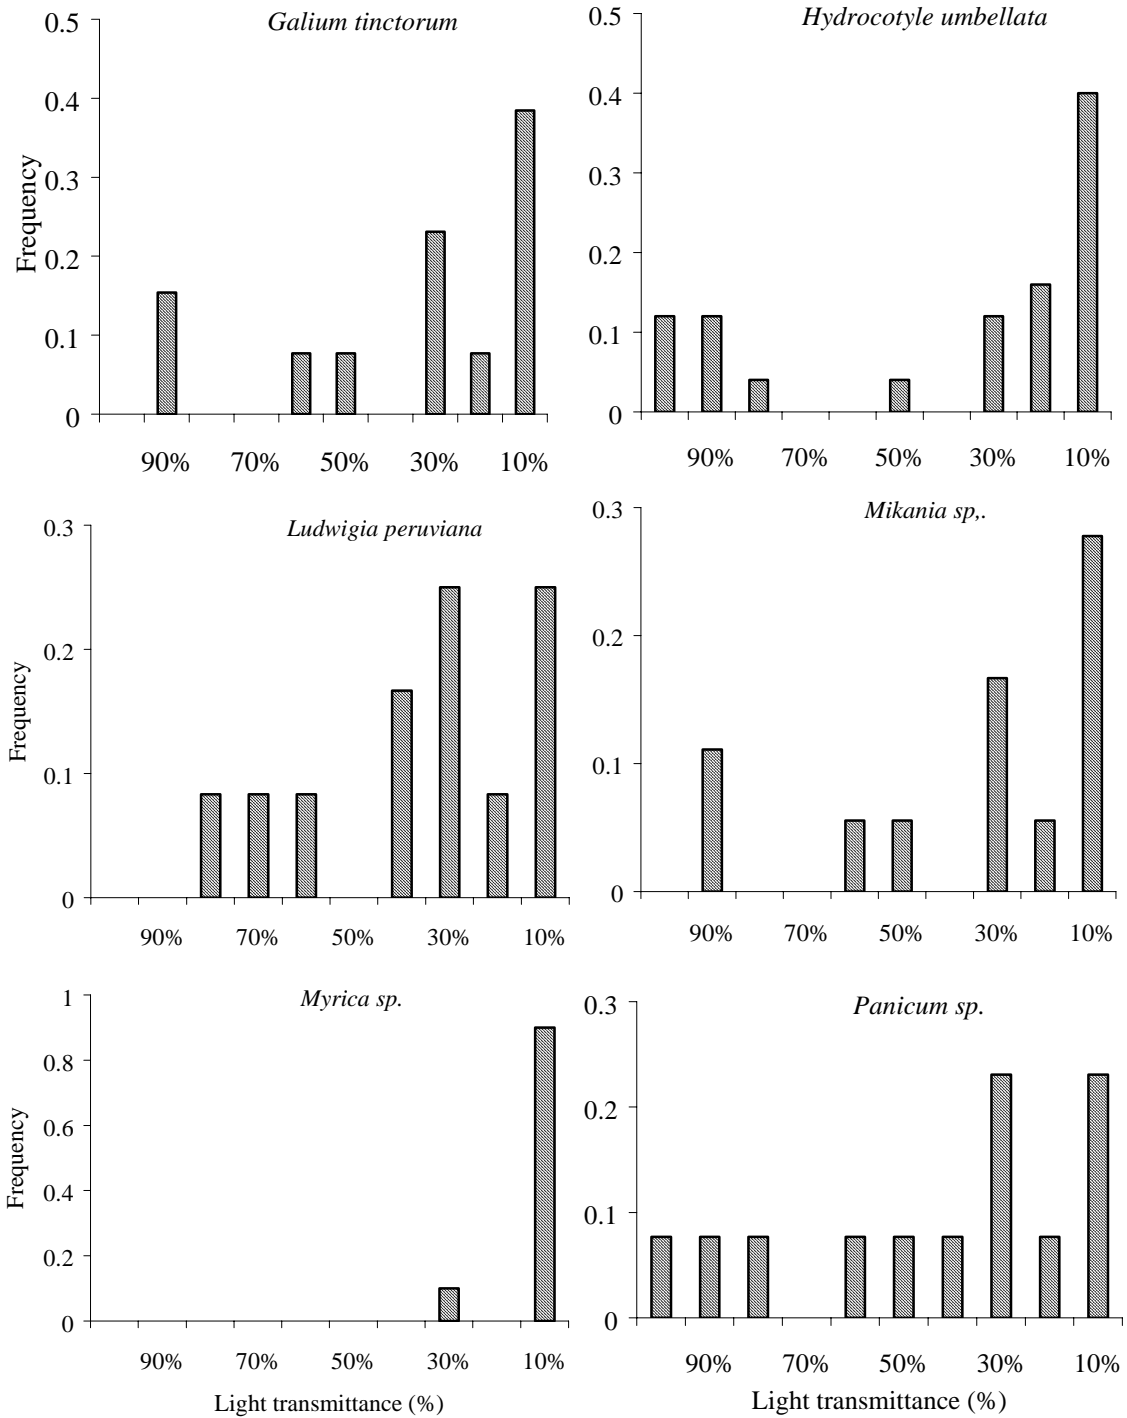 Galium tinctorum
0.5
0.4
0.3
0.2
0.1
0
Frequency
90% 70% 50% 30% 10%
Hydrocotyle umbellata
0.5
0.4
0.3
0.2
0.1
0
90% 70% 50% 30% 10%
Ludwigia peruviana
0.3
0.2
0.1
0
Frequency
90% 70% 50% 30% 10%
Mikania sp,.
0.3
0.2
0.1
0
90% 70% 50% 30% 10%
Myrica sp.
1
0.8
0.6
0.4
0.2
0
Frequency
90% 70% 50% 30% 10%
Light transmittance (%)
Panicum sp.
0.3
0.2
0.1
0
90% 70% 50% 30% 10%
Light transmittance (%)